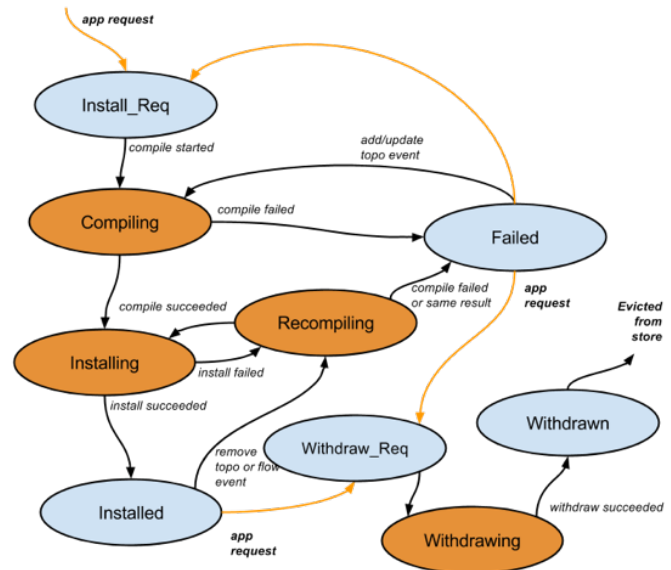 app request
Install_Req
compile started
add/update
topo event
Compiling
compile failed
Failed
compile failed
or same result
app
request
compile succeeded
Recompiling
Evicted
from
store
Installing
install failed
install succeeded
Withdrawn
remove
topo or flow
event
Withdraw_Req
Installed
app
request
Withdrawing
withdraw succeeded